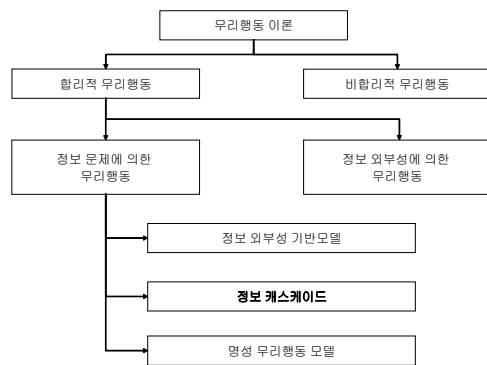 무리행동 이론
합리적 무리행동
비합리적 무리행동
정보 문제에 의한
무리행동
정보 외부성에 의한
무리행동
정보 외부성 기반모델
정보 캐스케이드
명성 무리행동 모델